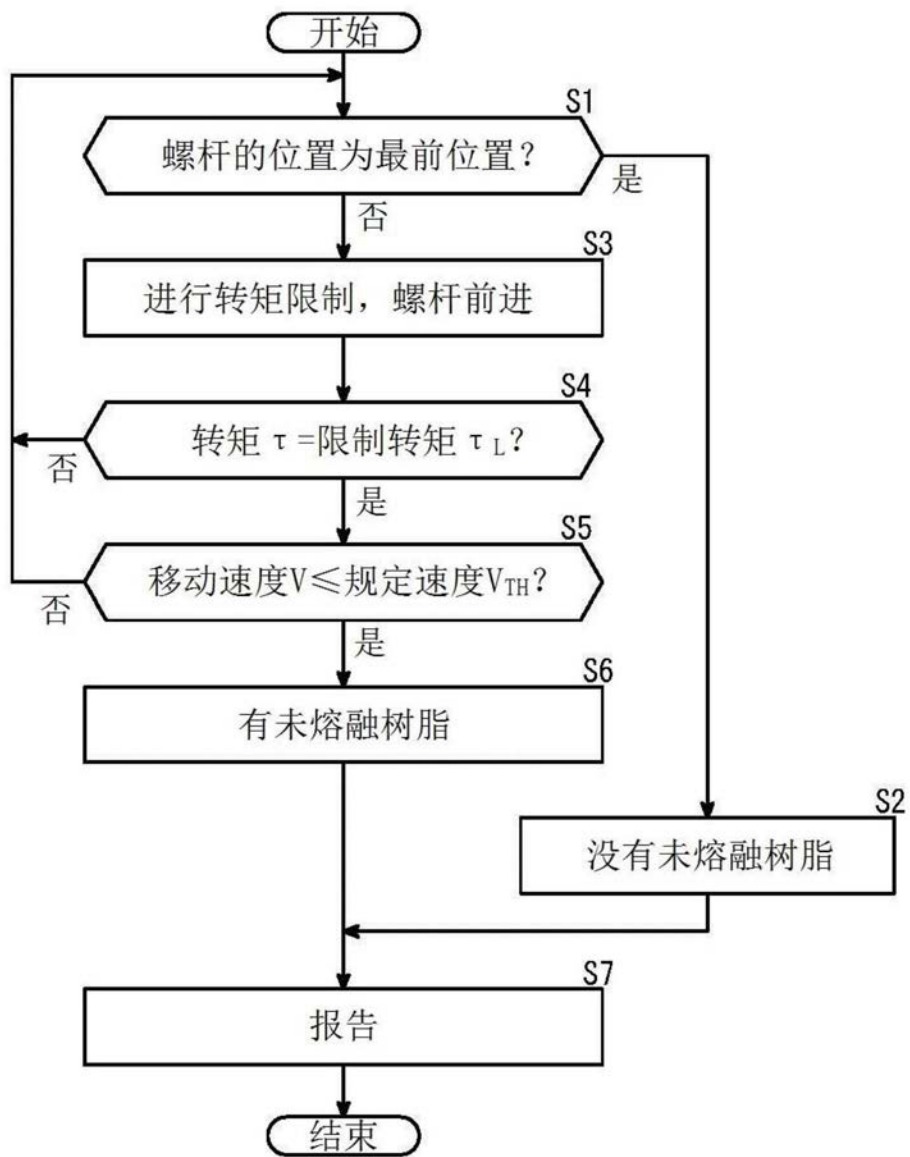 开始
S1
螺杆的位置为最前位置?
是
否
S3
进行转矩限制, 螺杆前进
S4
转矩 τ=限制转矩 τL?
否
是
S5
移动速度V≤规定速度VTH?
否
是
S6
有未熔融树脂
S2
没有未熔融树脂
S7
报告
结束